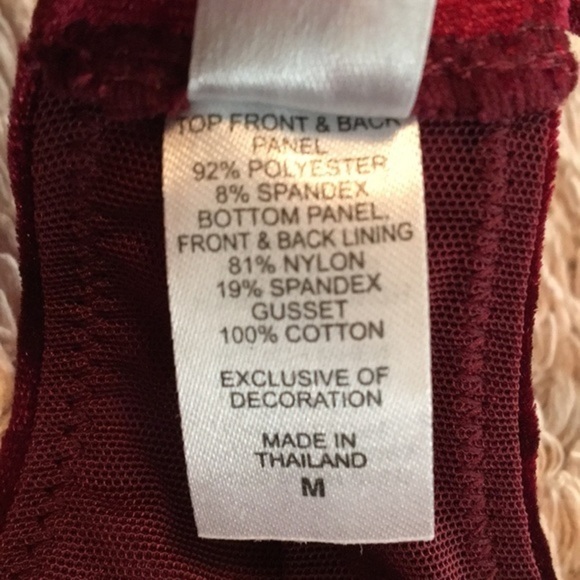 TOP FRONT & BACK
PANEL
92% POLYESTER
8% SPANDEX
BOTTOM PANEL.
FRONT & BACK LINING
81% NYLON
19% SPANDEX
GUSSET
100% COTTON
EXCLUSIVE OF
DECORATION
MADE IN
THAILAND
M